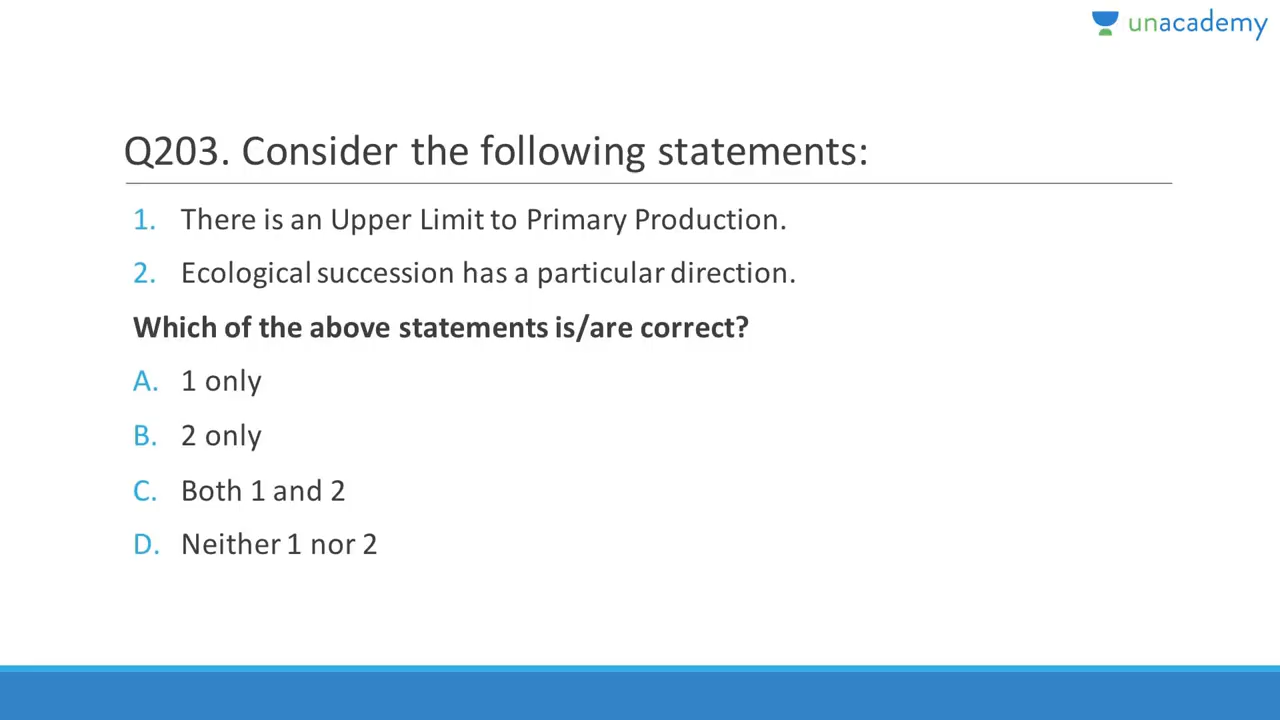 unacademy
Q203. Consider the following statements:
1. There is an Upper Limit to Primary Production.
2. Ecological succession has a particular direction.
Which of the above statements is/are correct?
A. 1 only
B. 2 only
C. Both 1 and 2
D. Neither 1 nor 2